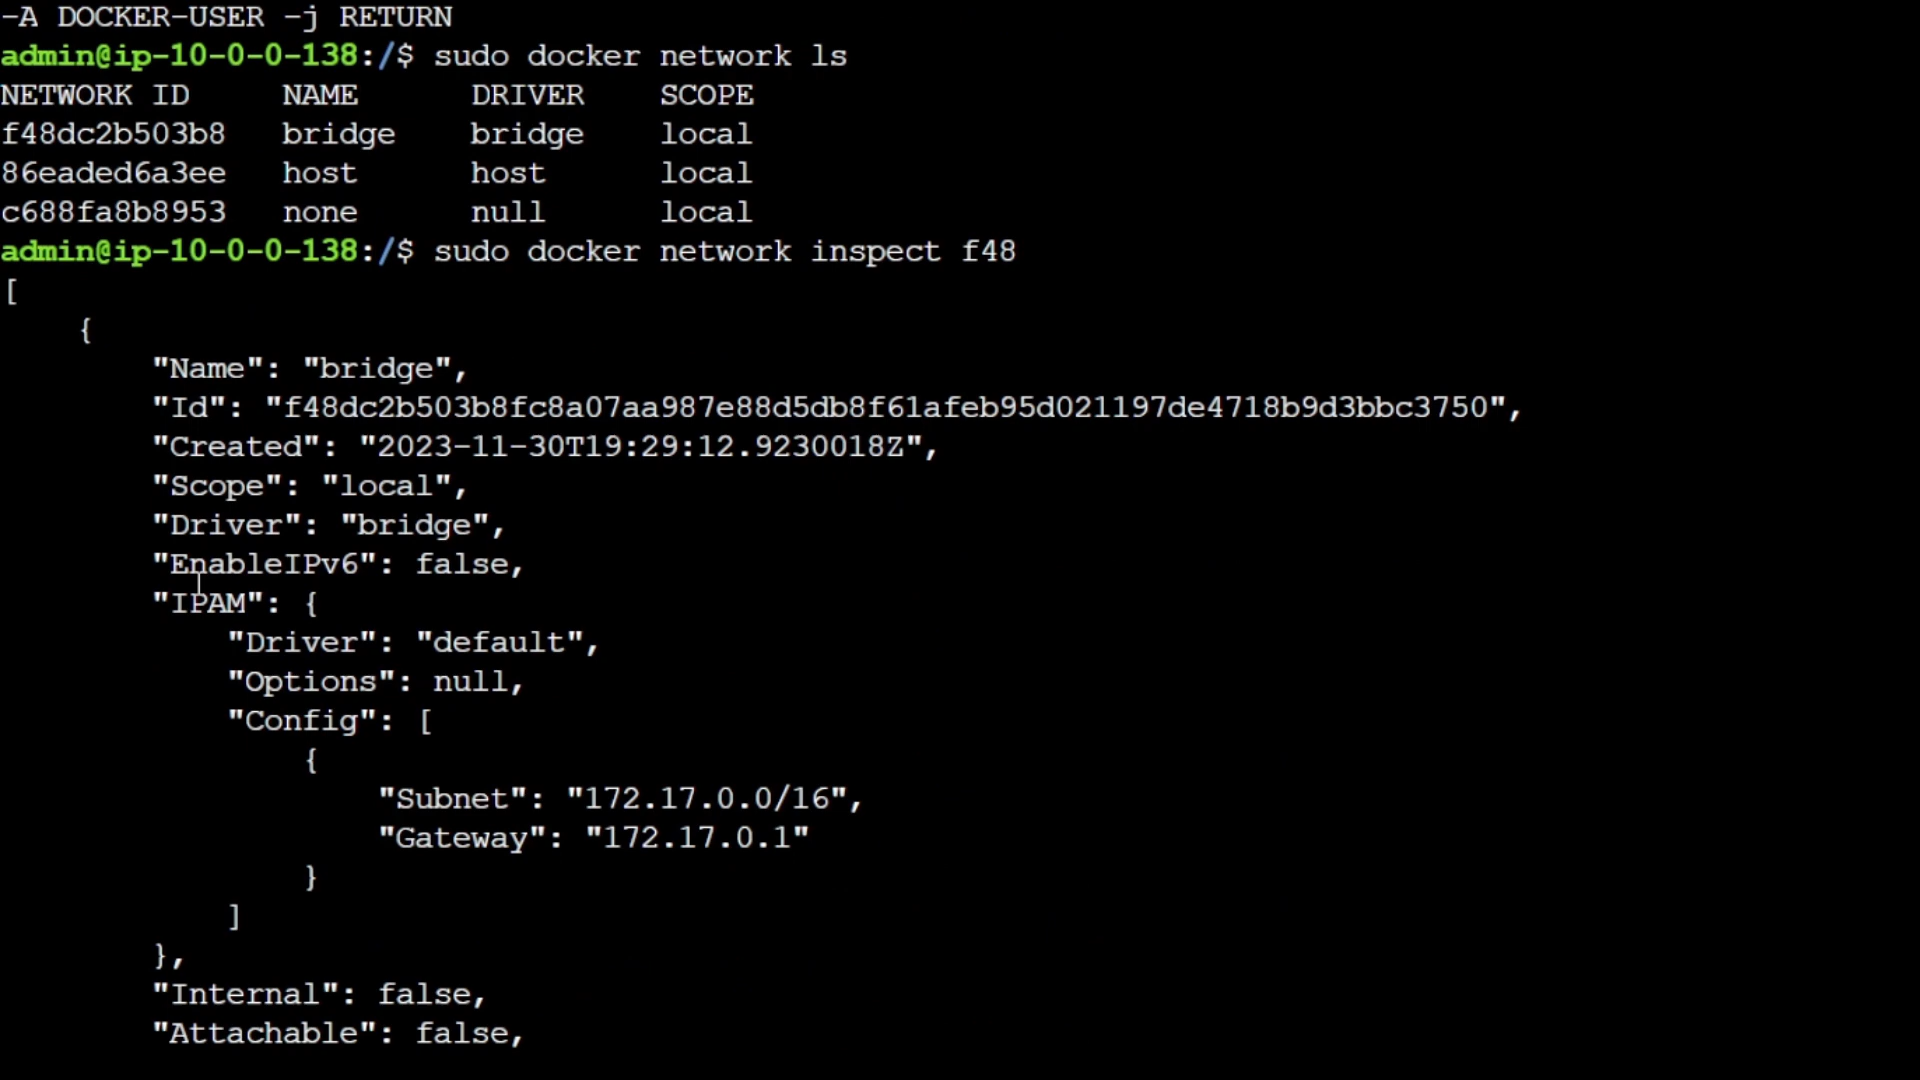 -A DOCKER-USER -j RETURN
admin@ip-10-0-0-138:/$ sudo docker network ls
NETWORK ID     NAME      DRIVER    SCOPE
f48dc2b503b8   bridge    bridge    local
86eaded6a3ee   host      host      local
c688fa8b8953   none      null      local
admin@ip-10-0-0-138:/$ sudo docker network inspect f48
[
    {
        "Name": "bridge",
        "Id": "f48dc2b503b8fc8a07aa987e88d5db8f61afeb95d021197de4718b9d3bbc3750",
        "Created": "2023-11-30T19:29:12.9230018Z",
        "Scope": "local",
        "Driver": "bridge",
        "EnableIPv6": false,
        "IPAM": {
            "Driver": "default",
            "Options": null,
            "Config": [
                {
                    "Subnet": "172.17.0.0/16",
                    "Gateway": "172.17.0.1"
                }
            ]
        },
        "Internal": false,
        "Attachable": false,